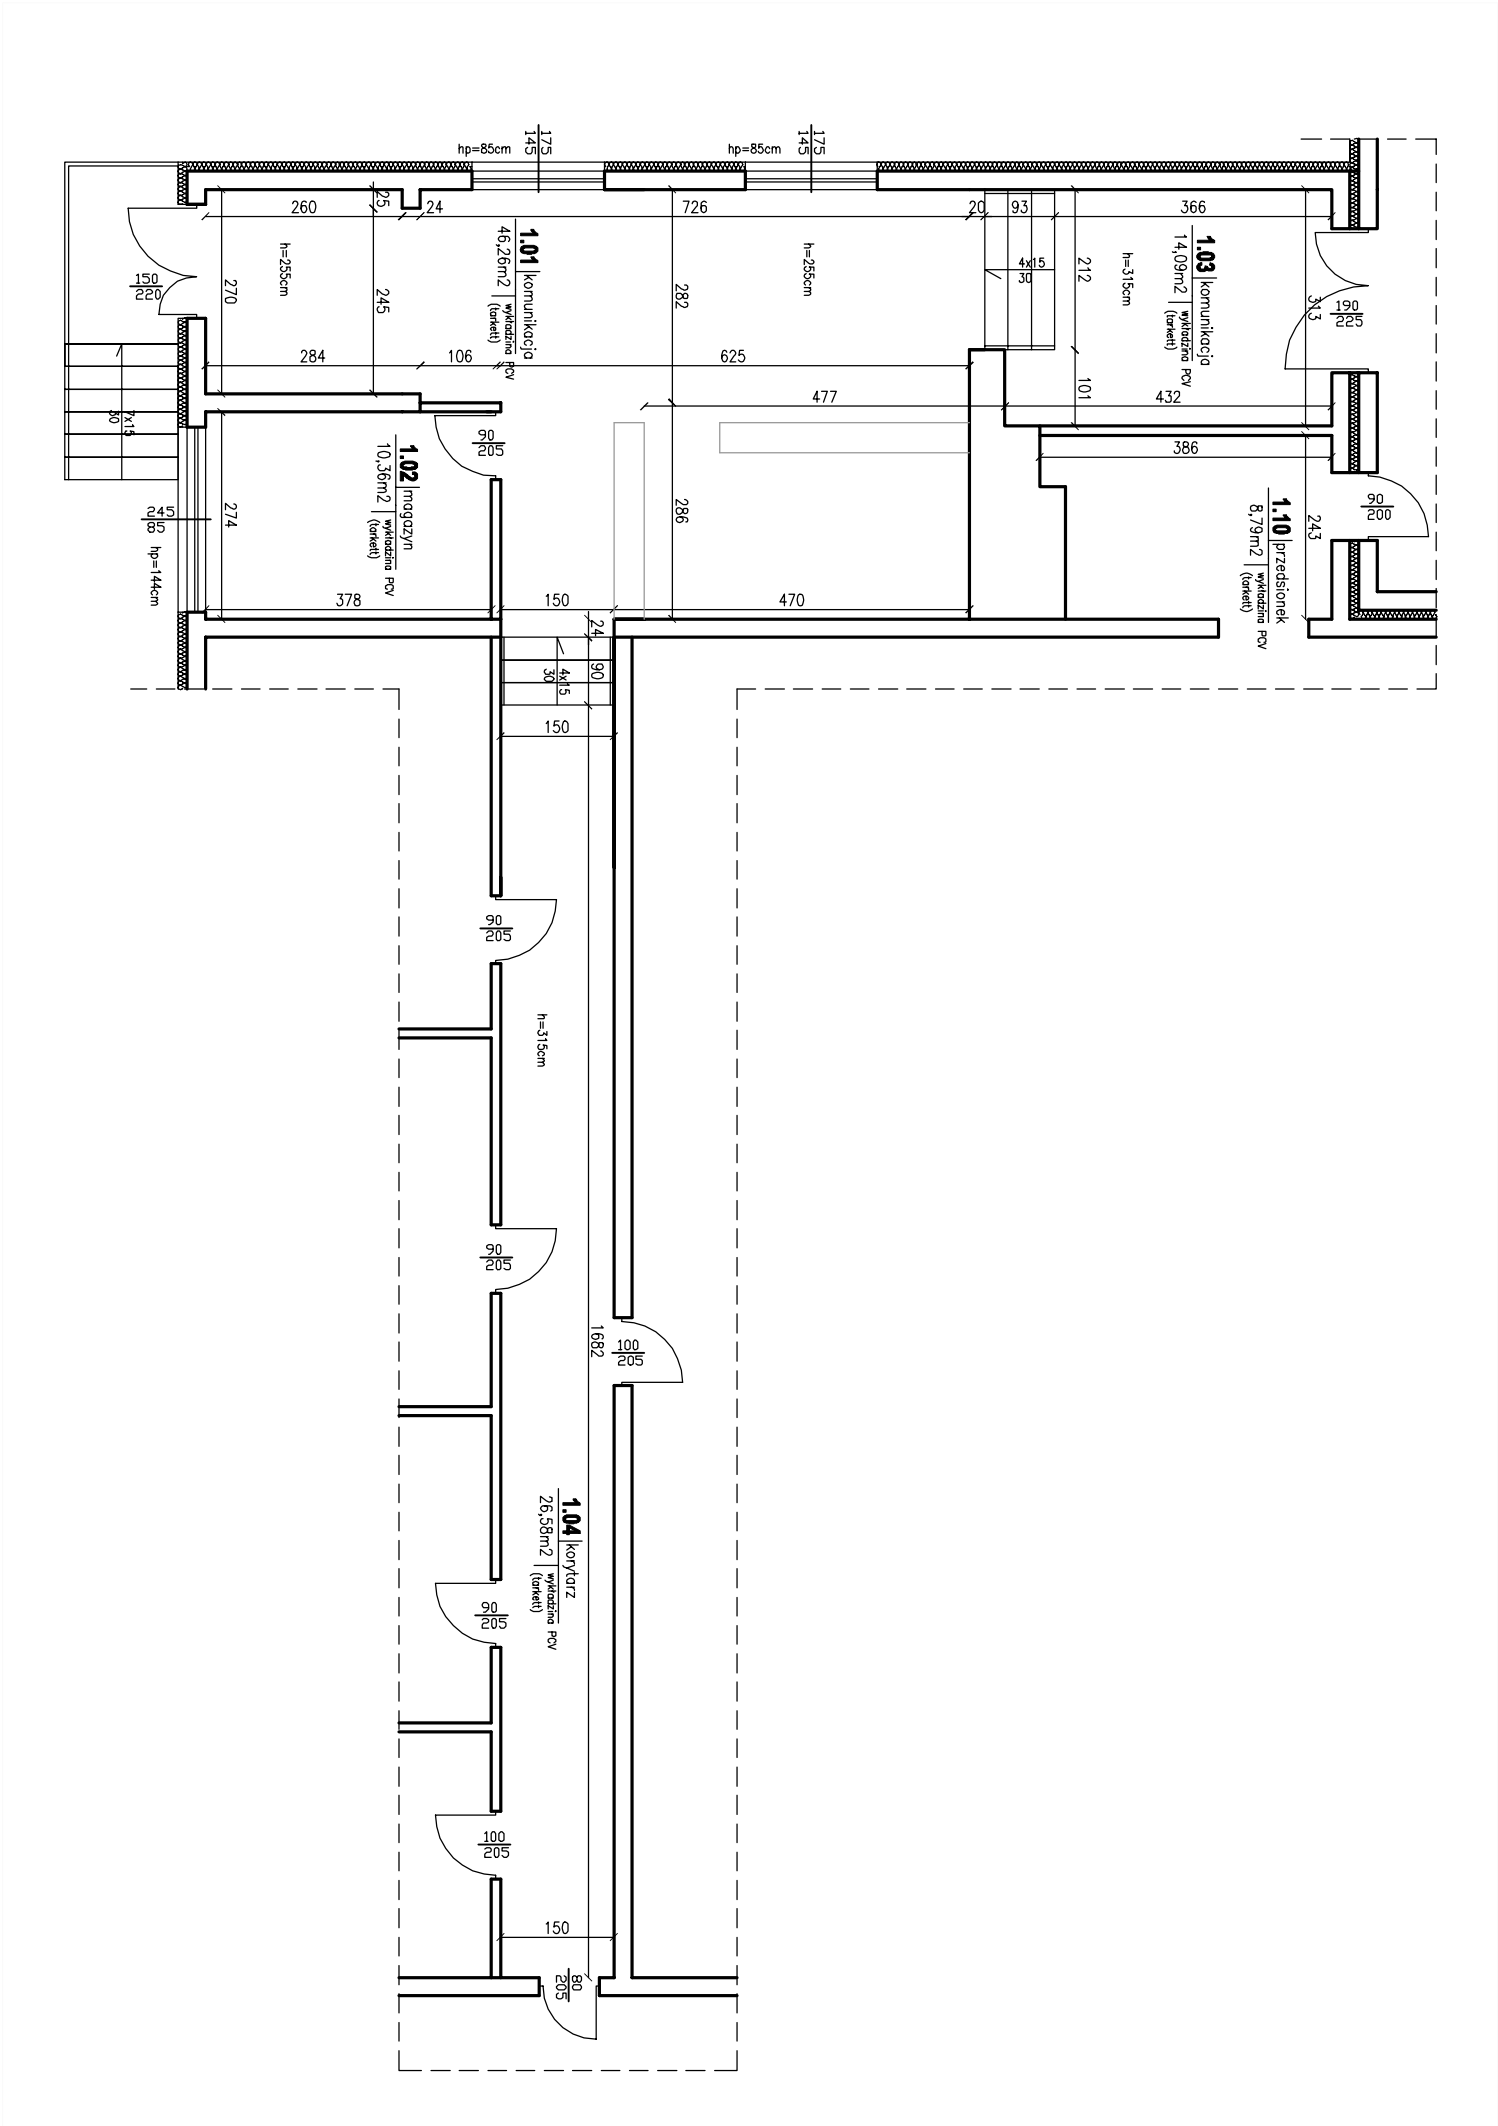 175
145
hp=85cm
175
145
hp=85cm
260
25
24
726
20
93
366
1.01
komunikacja
46,26m2
wykładzina PCV
(tarkett)
h=255cm
h=255cm
4x15
30
212
h=315cm
1.03
komunikacja
14,09m2
wykładzina PCV
(tarkett)
313
190
225
150
220
270
245
282
284
106
625
101
477
432
7x15
30
90
205
386
1.02
magazyn
10,36m2
wykładzina PCV
(tarkett)
245
85
hp=144cm
274
286
1.10
przedsionek
8,79m2
wykładzina PCV
(tarkett)
243
90
200
378
150
470
24
90
4x15
30
150
90
205
h=315cm
90
205
1682
100
205
1.04
korytarz
26,58m2
wykładzina PCV
(tarkett)
90
205
100
205
150
80
205